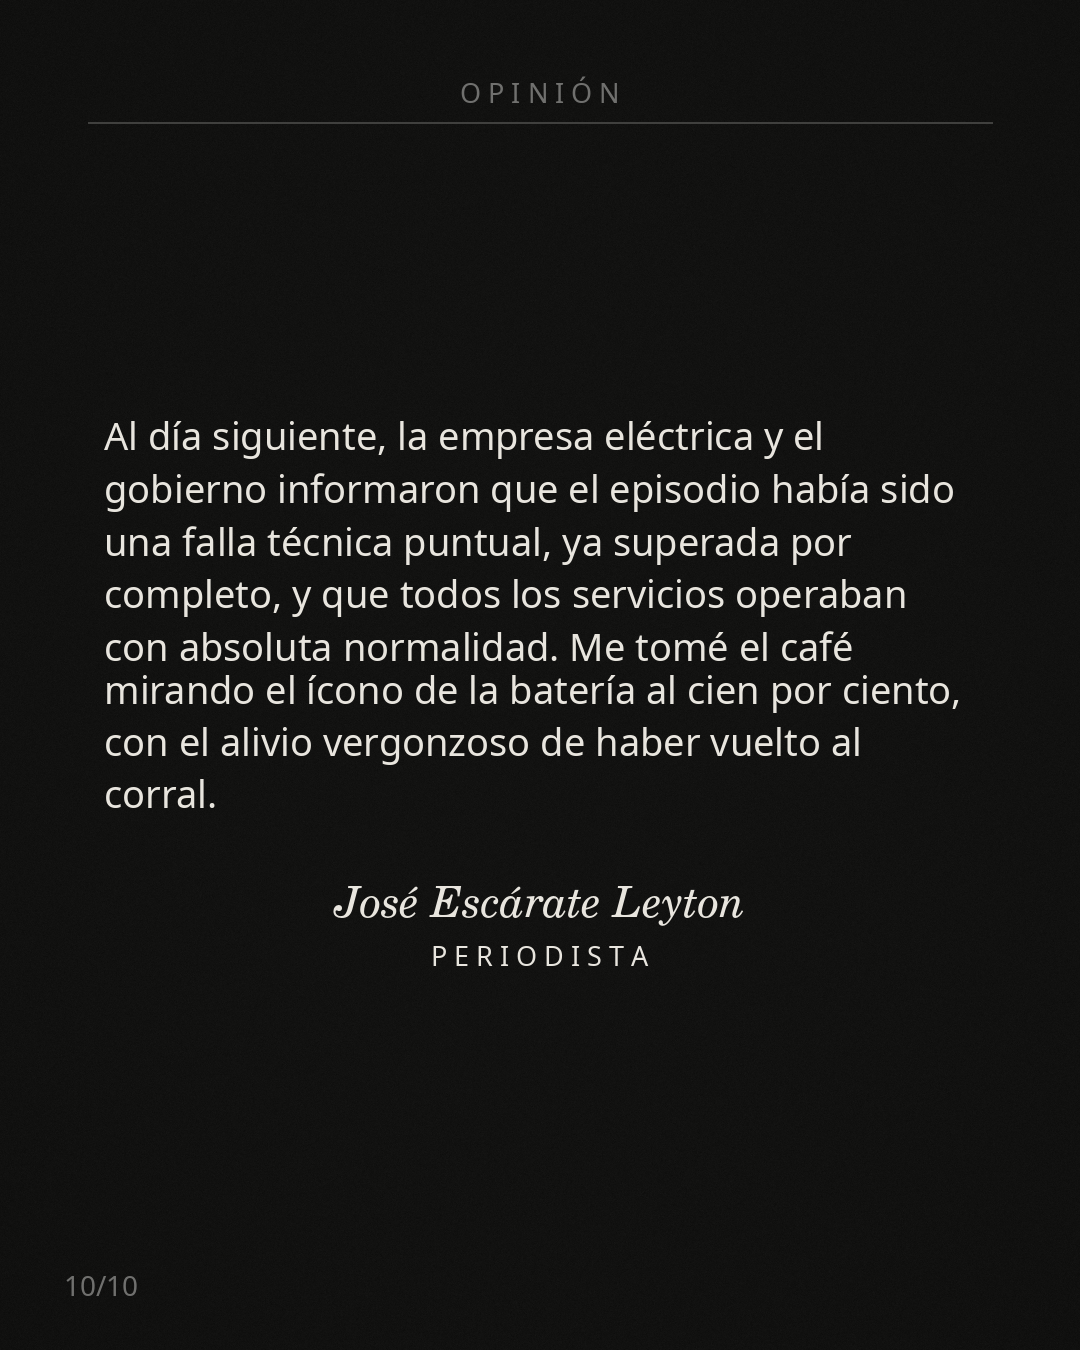 OPINIÓN
Al día siguiente, la empresa eléctrica y el
gobierno informaron que el episodio había sido
una falla técnica puntual, ya superada por
completo, y que todos los servicios operaban
con absoluta normalidad. Me tomé el café
mirando el ícono de la batería al cien por ciento,
con el alivio vergonzoso de haber vuelto al
corral.
José Escárate Leyton
PERIODISTA
10/10